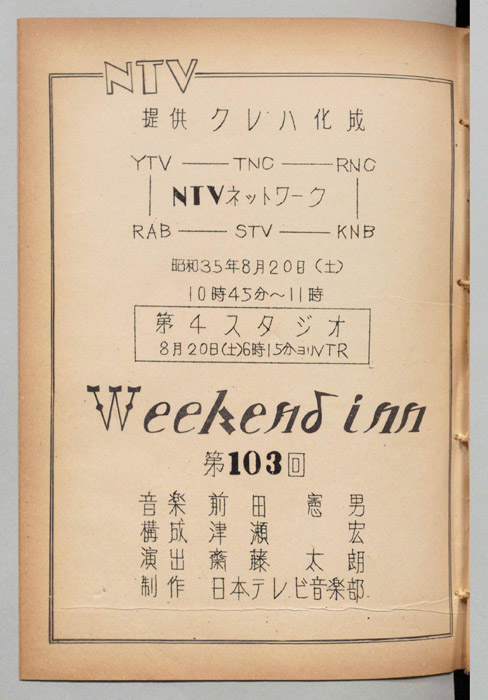 NTV
提供 クレハ化成
YTV — TNC — RNC
NTVネットワーク
RAB — STV — KNB
昭和35年8月20日(土)
10時45分〜11時
第4スタジオ
8月20日(土)6時15分ヨリVTR
Weekend inn
第103回
音楽 前田憲男
構成 津瀬宏
演出 齋藤太朗
制作 日本テレビ音楽部